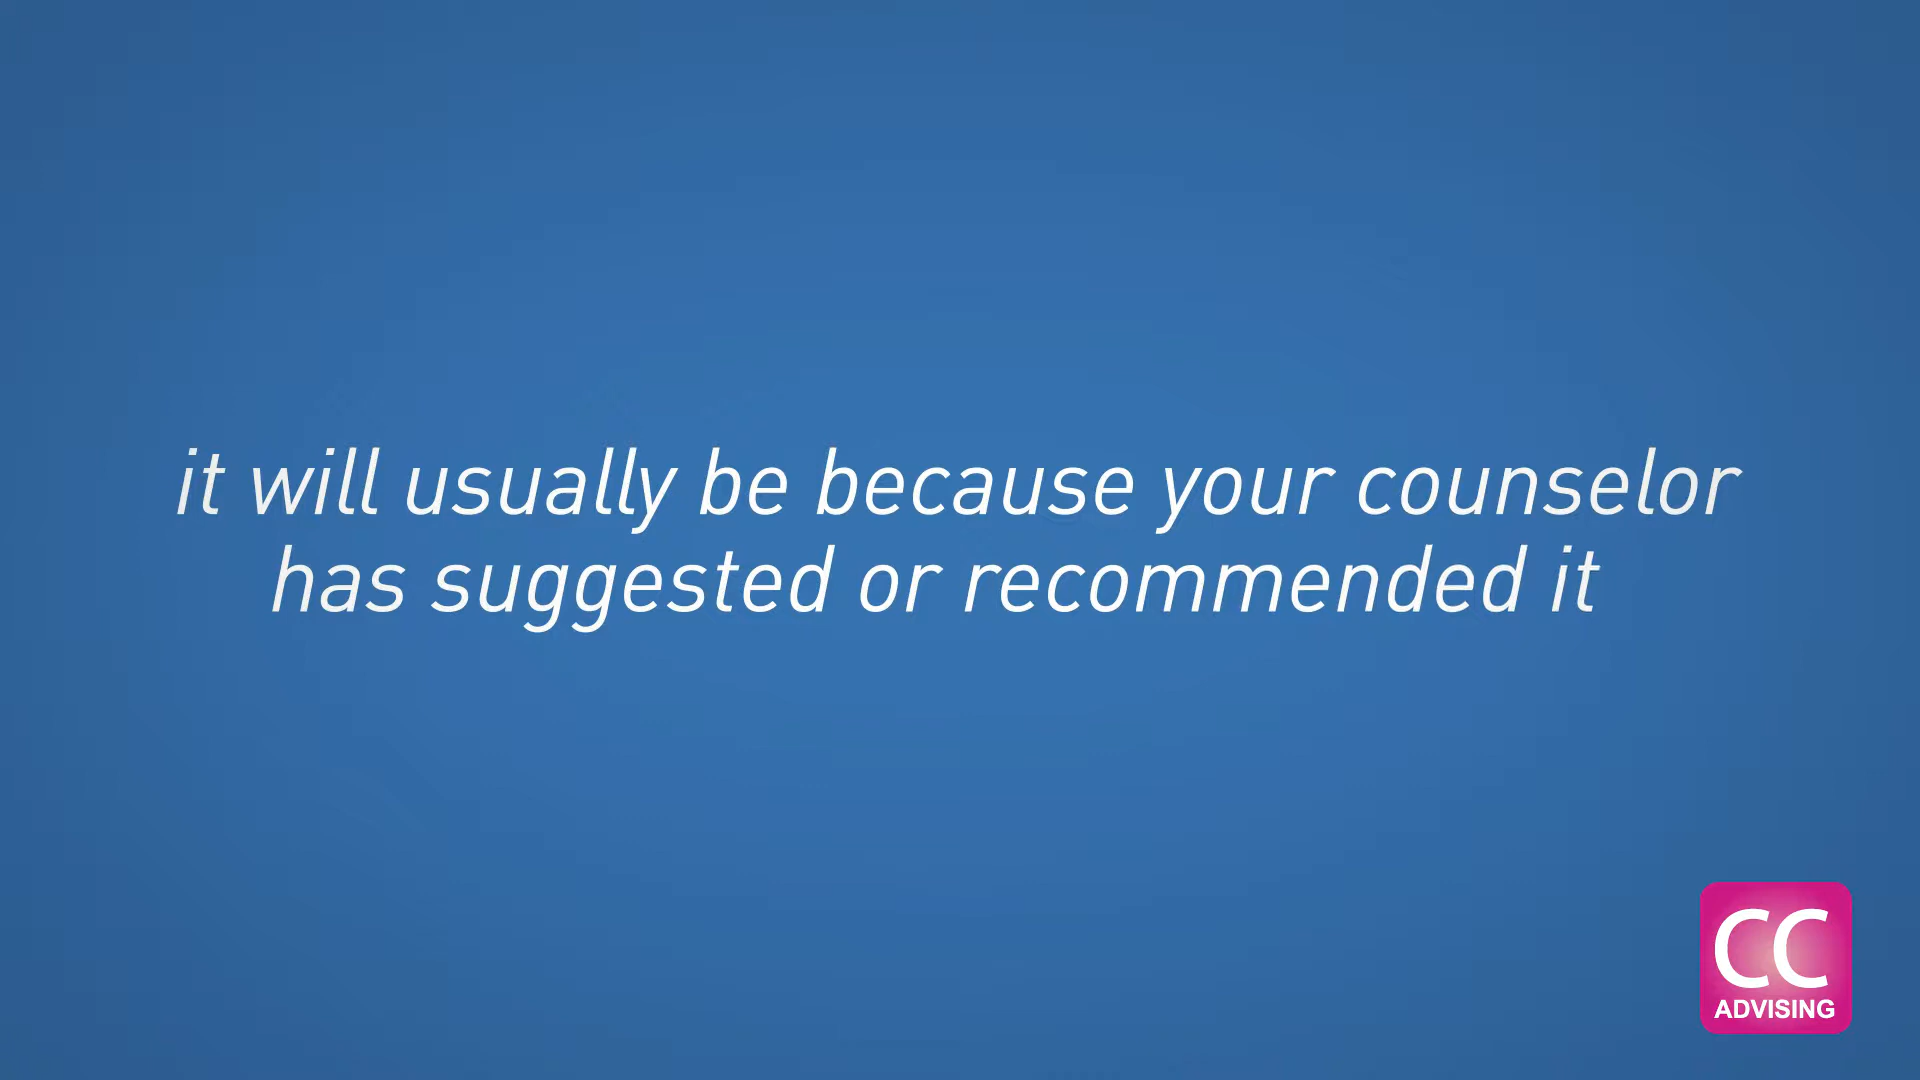 it will usually be because your counselor
has suggested or recommended it
CC
ADVISING